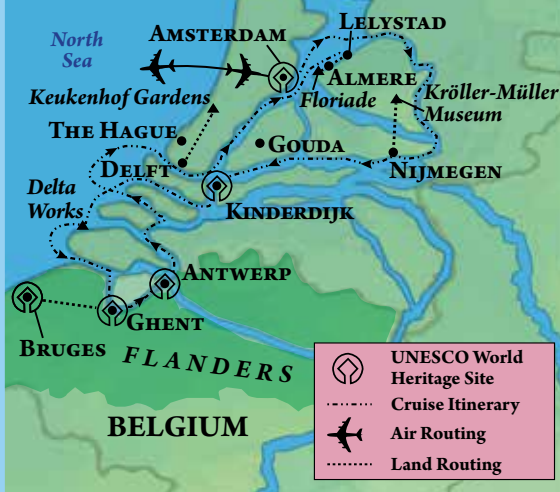 North
Sea
AMSTERDAM
LELYSTAD
ALMERE
Floriade
Keukenhof Gardens
Kröller-Müller
Museum
THE HAGUE
DELFT
GOUDA
NIJMEGEN
Delta
Works
KINDERDIJK
ANTWERP
GHENT
BRUGES
FLANDERS
BELGIUM
UNESCO World
Heritage Site
Cruise Itinerary
Air Routing
Land Routing